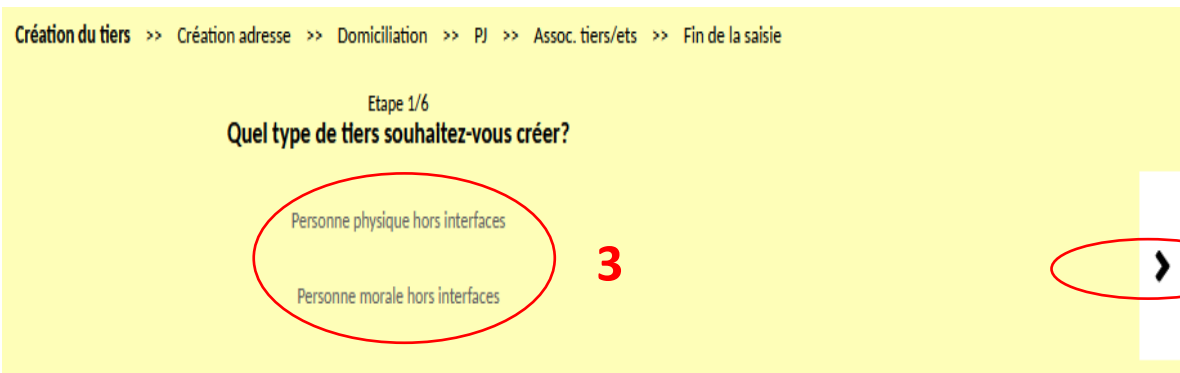 Création du tiers >> Création adresse >> Domiciliation >> PJ >> Assoc. tiers/ets >> Fin de la saisie
Etape 1/6
Quel type de tiers souhaitez-vous créer?
Personne physique hors interfaces
3
Personne morale hors interfaces